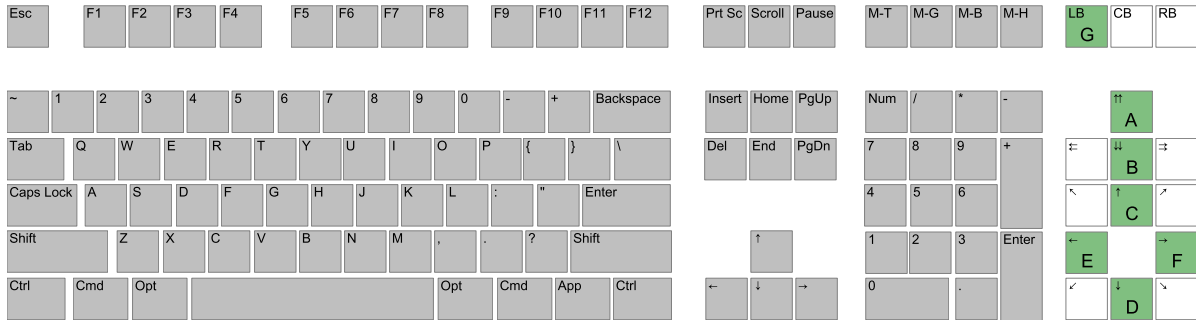 Esc F1 F2 F3 F4 F5 F6 F7 F8 F9 F10 F11 F12 Prt Sc Scroll Pause M-T M-G M-B M-H LB CB RB
G
~ 1 2 3 4 5 6 7 8 9 0 - + Backspace Insert Home PgUp Num / * - ⇈
A
Tab Q W E R T Y U I O P { } \ Del End PgDn 7 8 9 + ⇇ ⇊ ⇉
B
Caps Lock A S D F G H J K L : " Enter 4 5 6 ↖ ↑ ↗
C
Shift Z X C V B N M , . ? Shift ↑ 1 2 3 Enter ← →
E F
Ctrl Cmd Opt Opt Cmd App Ctrl ← ↓ → 0 . ↙ ↓ ↘
D